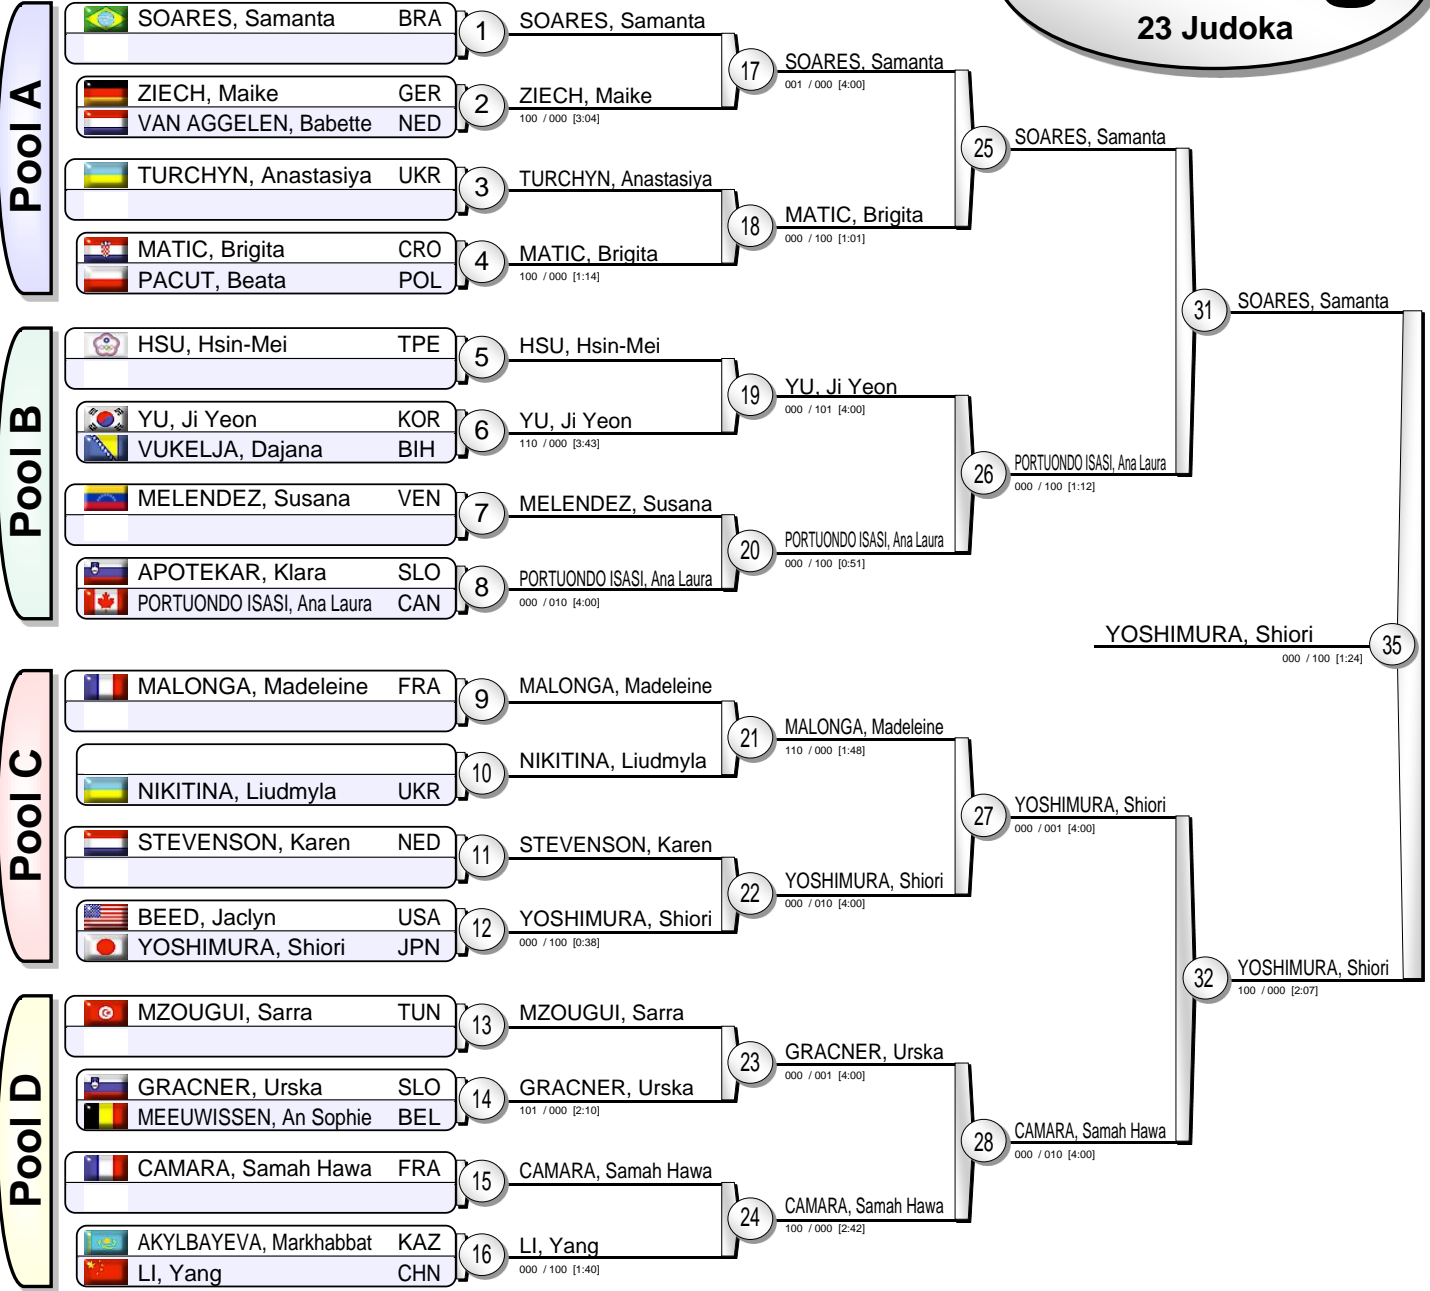 23 Judoka
Pool A
SOARES, Samanta BRA
ZIECH, Maike GER
VAN AGGELEN, Babette NED
TURCHYN, Anastasiya UKR
MATIC, Brigita CRO
PACUT, Beata POL
Pool B
HSU, Hsin-Mei TPE
YU, Ji Yeon KOR
VUKELJA, Dajana BIH
MELENDEZ, Susana VEN
APOTEKAR, Klara SLO
PORTUONDO ISASI, Ana Laura CAN
Pool C
MALONGA, Madeleine FRA
NIKITINA, Liudmyla UKR
STEVENSON, Karen NED
BEED, Jaclyn USA
YOSHIMURA, Shiori JPN
Pool D
MZOUGUI, Sarra TUN
GRACNER, Urska SLO
MEEUWISSEN, An Sophie BEL
CAMARA, Samah Hawa FRA
AKYLBAYEVA, Markhabbat KAZ
LI, Yang CHN
1 SOARES, Samanta
2 ZIECH, Maike
100 / 000 [3:04]
3 TURCHYN, Anastasiya
4 MATIC, Brigita
100 / 000 [1:14]
5 HSU, Hsin-Mei
6 YU, Ji Yeon
110 / 000 [3:43]
7 MELENDEZ, Susana
8 PORTUONDO ISASI, Ana Laura
000 / 010 [4:00]
9 MALONGA, Madeleine
10 NIKITINA, Liudmyla
11 STEVENSON, Karen
12 YOSHIMURA, Shiori
000 / 100 [0:38]
13 MZOUGUI, Sarra
14 GRACNER, Urska
101 / 000 [2:10]
15 CAMARA, Samah Hawa
16 LI, Yang
000 / 100 [1:40]
17 SOARES, Samanta
001 / 000 [4:00]
18 MATIC, Brigita
000 / 100 [1:01]
19 YU, Ji Yeon
000 / 101 [4:00]
20 PORTUONDO ISASI, Ana Laura
000 / 100 [0:51]
21 MALONGA, Madeleine
110 / 000 [1:48]
22 YOSHIMURA, Shiori
000 / 010 [4:00]
23 GRACNER, Urska
000 / 001 [4:00]
24 CAMARA, Samah Hawa
100 / 000 [2:42]
25 SOARES, Samanta
26 PORTUONDO ISASI, Ana Laura
000 / 100 [1:12]
27 YOSHIMURA, Shiori
000 / 001 [4:00]
28 CAMARA, Samah Hawa
000 / 010 [4:00]
31 SOARES, Samanta
32 YOSHIMURA, Shiori
100 / 000 [2:07]
YOSHIMURA, Shiori 35
000 / 100 [1:24]